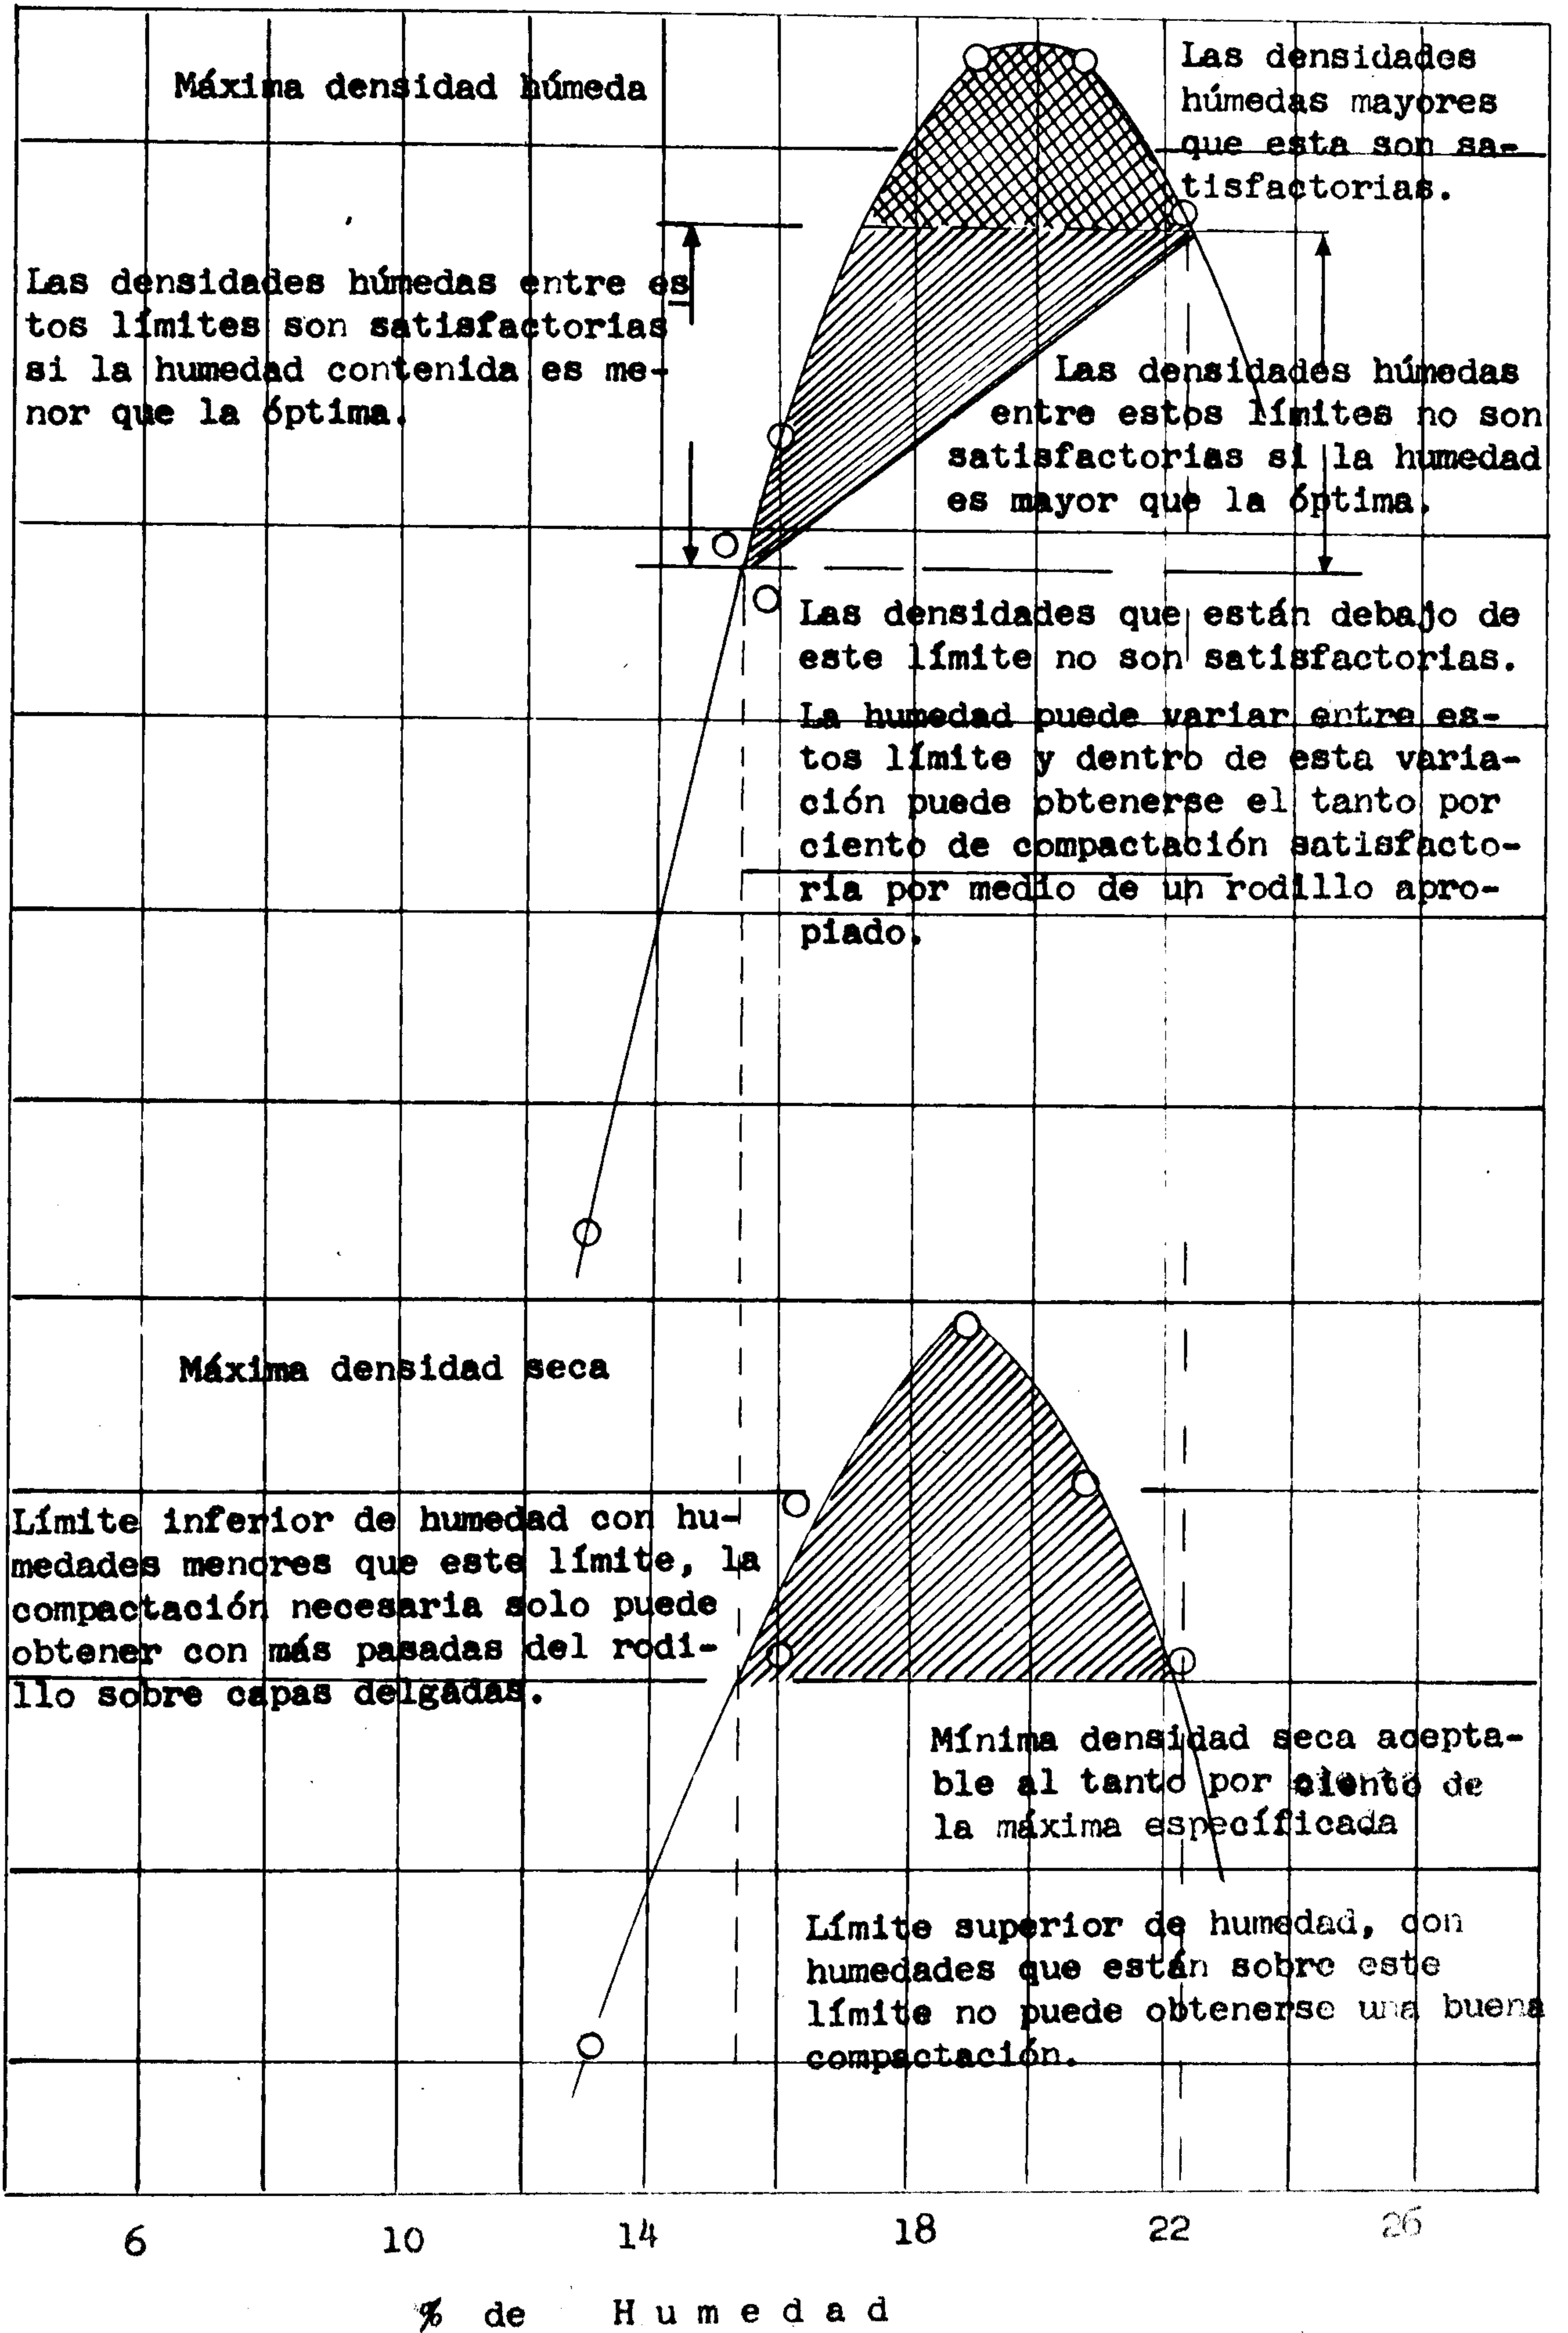 Máxima densidad húmeda
Las densidades
húmedas mayores
que esta son sa-
tisfactorias.
Las densidades húmedas entre es
tos límites son satisfactorias
si la humedad contenida es me-
nor que la óptima.
Las densidades húmedas
entre estos límites no son
satisfactorias si la humedad
es mayor que la óptima.
Las densidades que están debajo de
este límite no son satisfactorias.
La humedad puede variar entre es-
tos límite y dentro de esta varia-
ción puede obtenerse el tanto por
ciento de compactación satisfacto-
ria por medio de un rodillo apro-
piado.
Máxima densidad seca
Límite inferior de humedad con hu-
medades menores que este límite, la
compactación necesaria solo puede
obtener con más pasadas del rodi-
llo sobre capas delgadas.
Mínima densidad seca acepta-
ble al tanto por ciento de
la máxima específicada
Límite superior de humedad, con
humedades que están sobre este
límite no puede obtenerse una buena
compactación.
6 10 14 18 22 26
% de Humedad